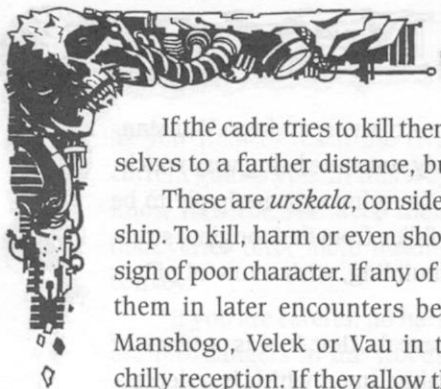 If the cadre tries to kill them
selves to a farther distance, bu
These are urskala, conside
ship. To kill, harm or even sho
sign of poor character. If any of
them in later encounters be
Manshogo, Velek or Vau in t
chilly reception. If they allow th